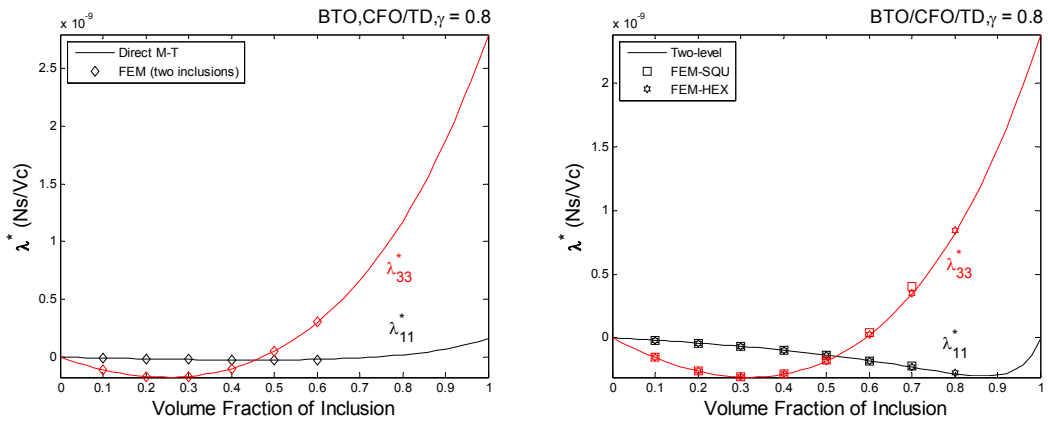 BTO,CFO/TD,γ = 0.8
x 10^-9
Direct M-T
FEM (two inclusions)
2.5
2
1.5
1
0.5
0
λ* (Ns/Vc)
λ*33
λ*11
0 0.1 0.2 0.3 0.4 0.5 0.6 0.7 0.8 0.9 1
Volume Fraction of Inclusion
BTO/CFO/TD,γ = 0.8
x 10^-9
Two-level
FEM-SQU
FEM-HEX
2
1.5
1
0.5
0
λ* (Ns/Vc)
λ*33
λ*11
0 0.1 0.2 0.3 0.4 0.5 0.6 0.7 0.8 0.9 1
Volume Fraction of Inclusion